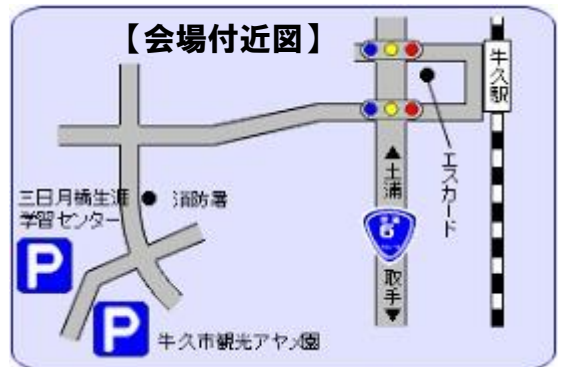 【会場付近図】
牛久駅
エスカード
▲土浦
6
取手▼
三日月橋生涯
学習センター
消防署
P
P
牛久市観光アヤメ園